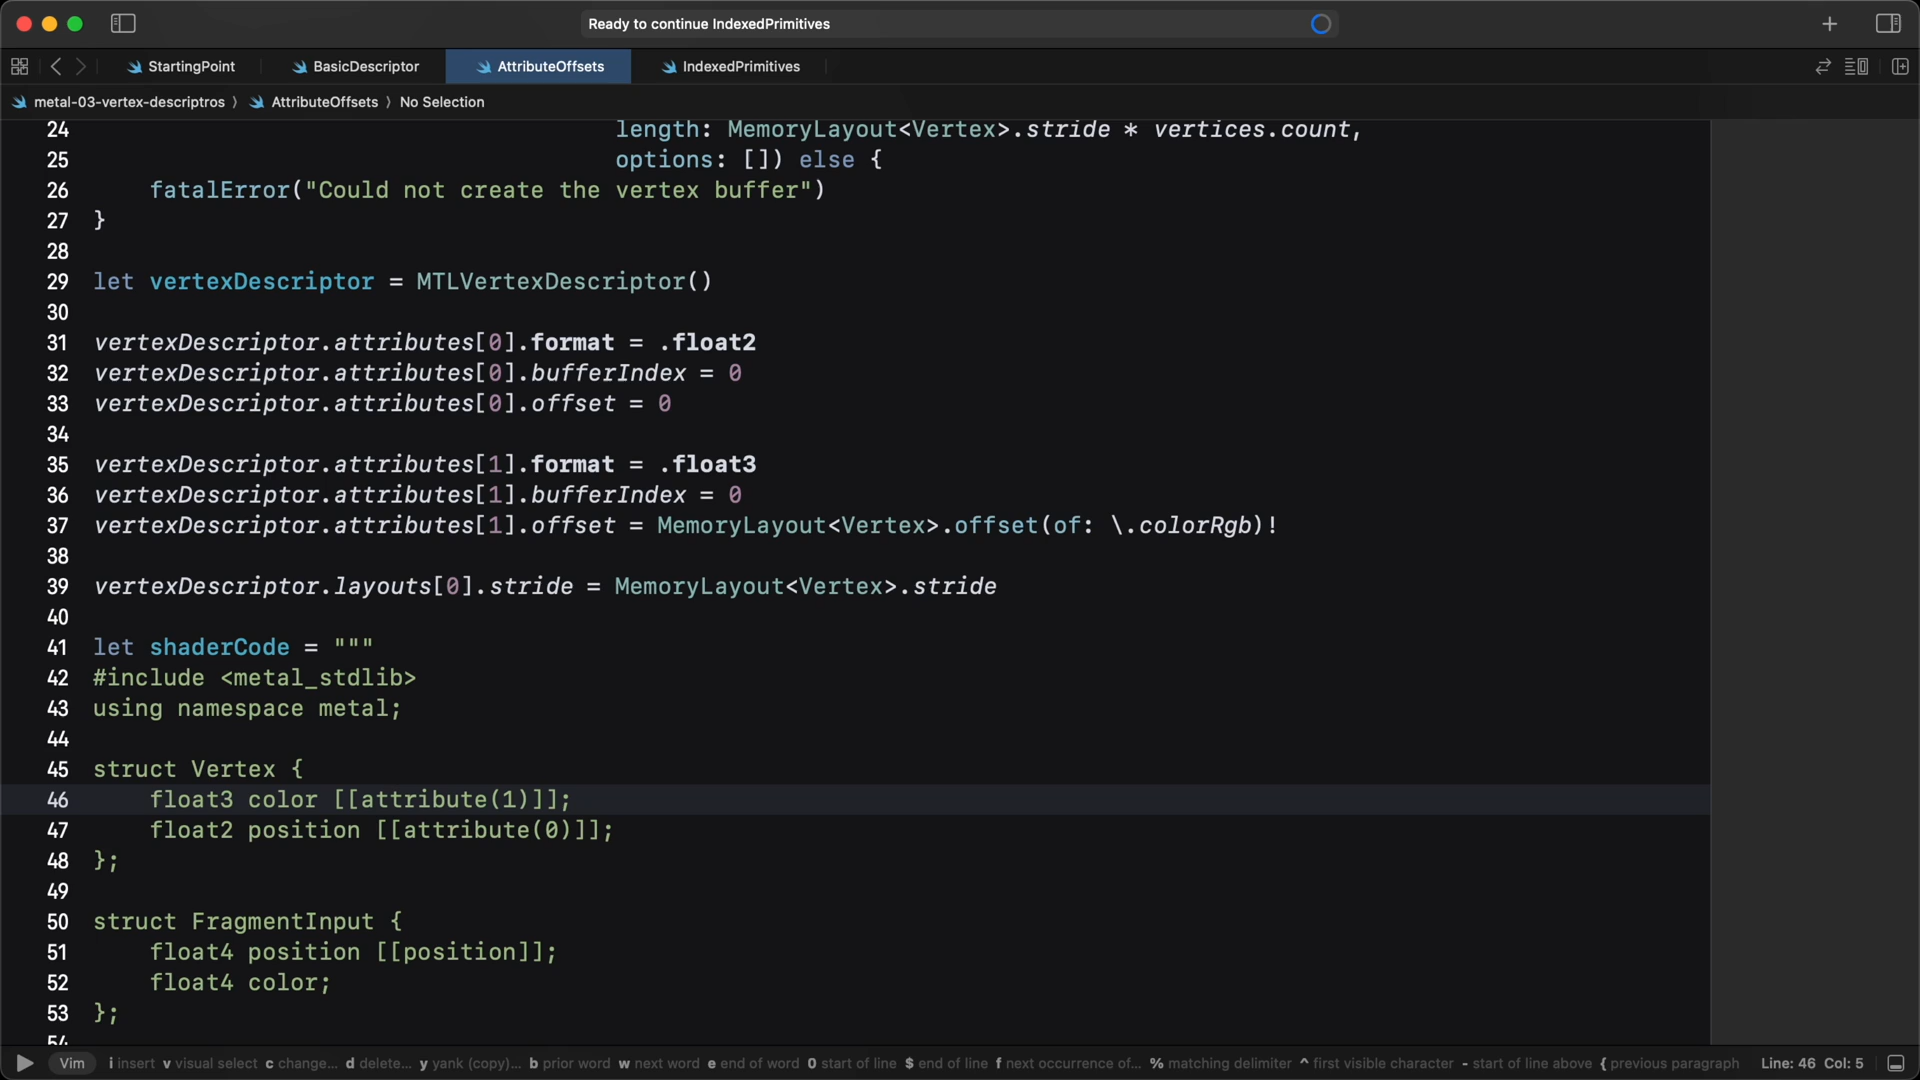 Ready to continue IndexedPrimitives
StartingPoint
BasicDescriptor
AttributeOffsets
IndexedPrimitives
metal-03-vertex-descriptros ⟩ AttributeOffsets ⟩ No Selection
24 length: MemoryLayout<Vertex>.stride * vertices.count,
25 options: []) else {
26 fatalError("Could not create the vertex buffer")
27 }
28
29 let vertexDescriptor = MTLVertexDescriptor()
30
31 vertexDescriptor.attributes[0].format = .float2
32 vertexDescriptor.attributes[0].bufferIndex = 0
33 vertexDescriptor.attributes[0].offset = 0
34
35 vertexDescriptor.attributes[1].format = .float3
36 vertexDescriptor.attributes[1].bufferIndex = 0
37 vertexDescriptor.attributes[1].offset = MemoryLayout<Vertex>.offset(of: \.colorRgb)!
38
39 vertexDescriptor.layouts[0].stride = MemoryLayout<Vertex>.stride
40
41 let shaderCode = """
42 #include <metal_stdlib>
43 using namespace metal;
44
45 struct Vertex {
46 float3 color [[attribute(1)]];
47 float2 position [[attribute(0)]];
48 };
49
50 struct FragmentInput {
51 float4 position [[position]];
52 float4 color;
53 };
54
Vim i insert v visual select c change... d delete... y yank (copy)... b prior word w next word e end of word 0 start of line $ end of line f next occurrence of... % matching delimiter ^ first visible character - start of line above { previous paragraph Line: 46 Col: 5